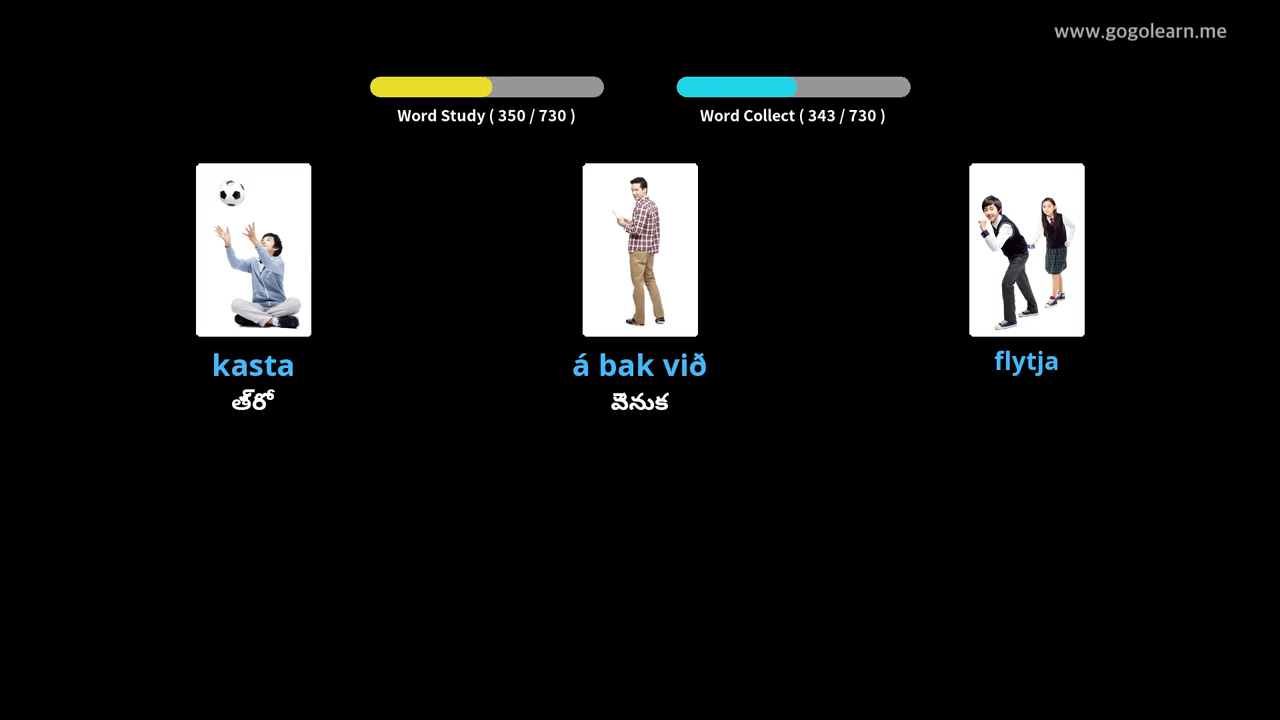 www.gogolearn.me
Word Study ( 350 / 730 )
Word Collect ( 343 / 730 )
kasta
త్రో
á bak við
వెనుక
flytja